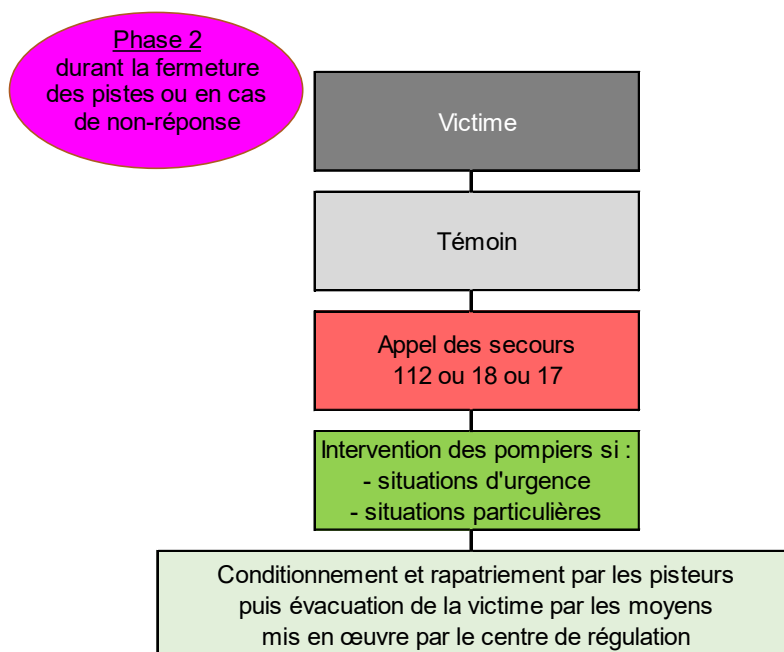 Phase 2
durant la fermeture
des pistes ou en cas
de non-réponse
Victime
Témoin
Appel des secours
112 ou 18 ou 17
Intervention des pompiers si :
- situations d'urgence
- situations particulières
Conditionnement et rapatriement par les pisteurs
puis évacuation de la victime par les moyens
mis en œuvre par le centre de régulation